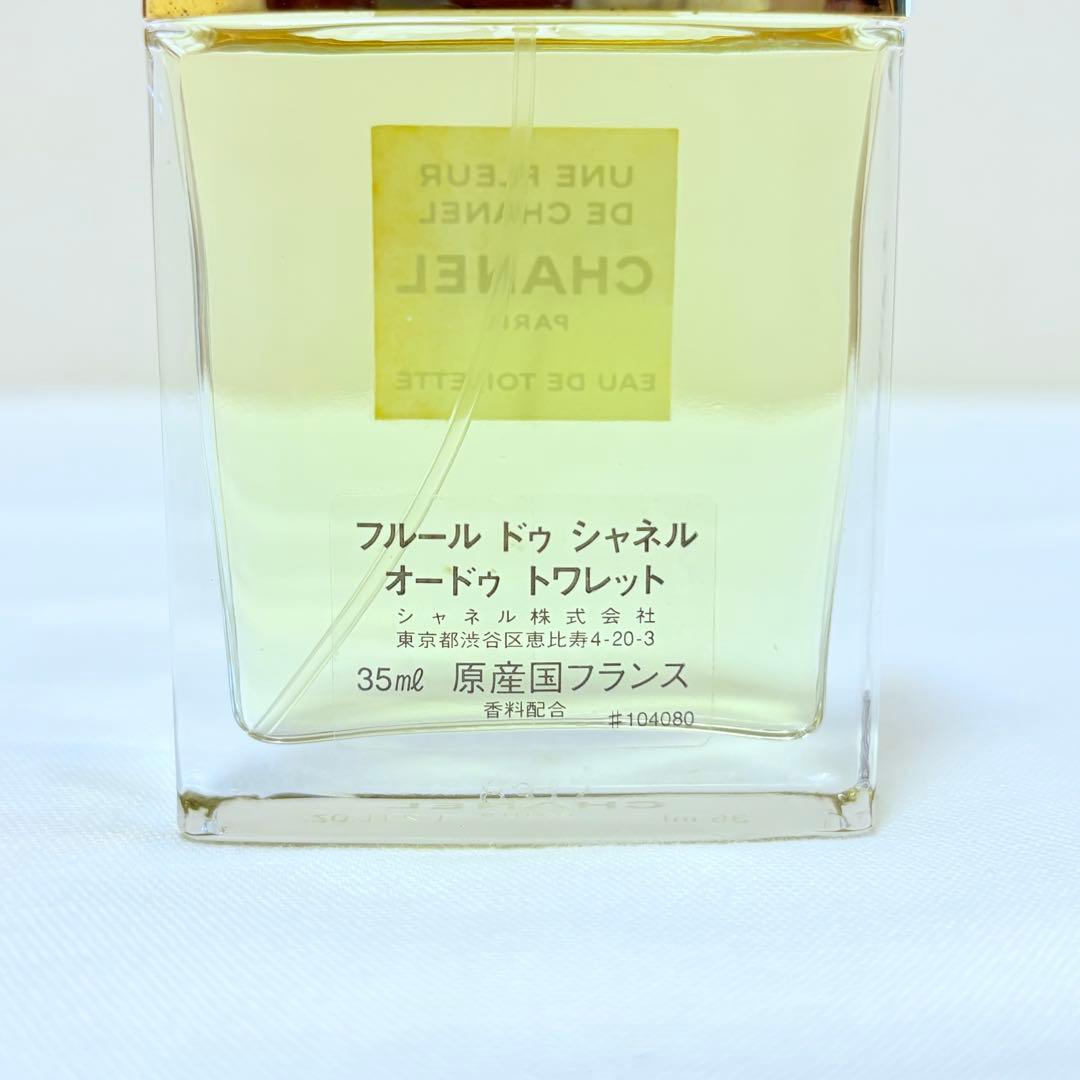 UNE FLEUR
DE CHANEL
CHANEL
PARIS
EAU DE TOILETTE
フルール ドゥ シャネル
オードゥ トワレット
シャネル株式会社
東京都渋谷区恵比寿4-20-3
35ml 原産国フランス
香料配合 #104080
CHANEL